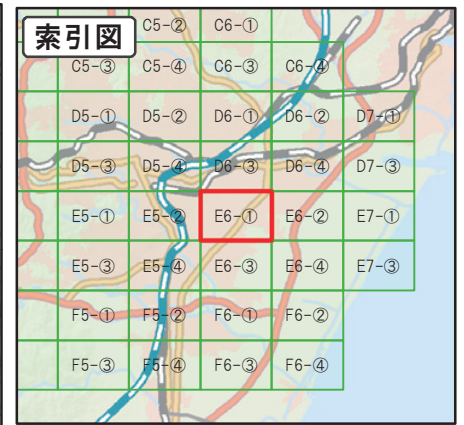 索引図
C5-② C6-①
C5-③ C5-④ C6-③ C6-④
D5-① D5-② D6-① D6-② D7-①
D5-③ D5-④ D6-③ D6-④ D7-③
E5-① E5-② E6-① E6-② E7-①
E5-③ E5-④ E6-③ E6-④ E7-③
F5-① F5-② F6-① F6-②
F5-③ F5-④ F6-③ F6-④